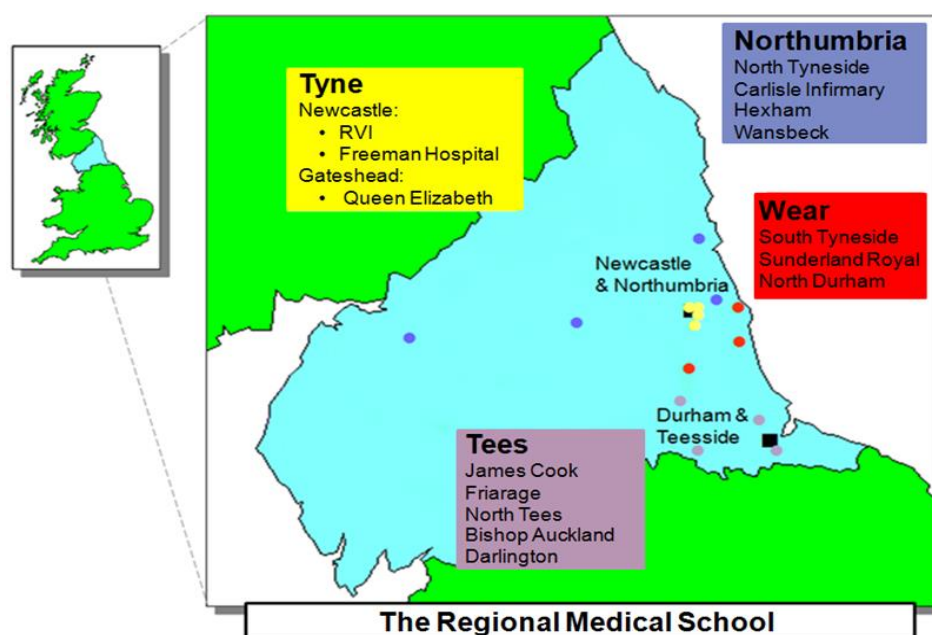 Northumbria
North Tyneside
Carlisle Infirmary
Hexham
Wansbeck
Tyne
Newcastle:
• RVI
• Freeman Hospital
Gateshead:
• Queen Elizabeth
Wear
South Tyneside
Sunderland Royal
North Durham
Newcastle
& Northumbria
Durham &
Teesside
Tees
James Cook
Friarage
North Tees
Bishop Auckland
Darlington
The Regional Medical School